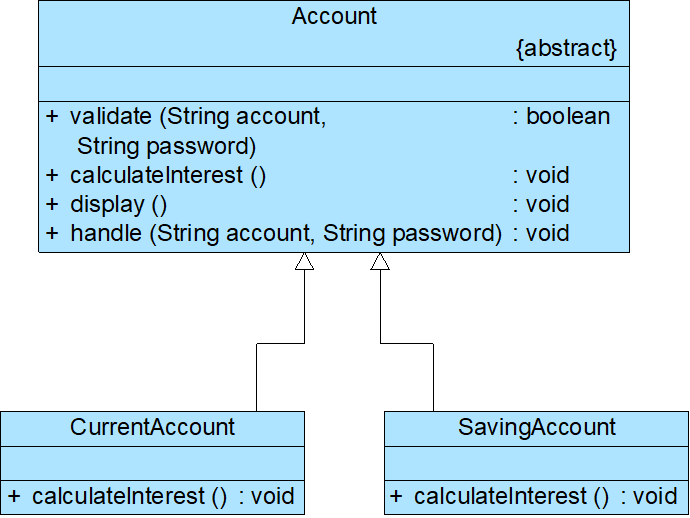 Account
{abstract}
+ validate (String account, : boolean
String password)
+ calculateInterest () : void
+ display () : void
+ handle (String account, String password) : void
CurrentAccount
+ calculateInterest () : void
SavingAccount
+ calculateInterest () : void